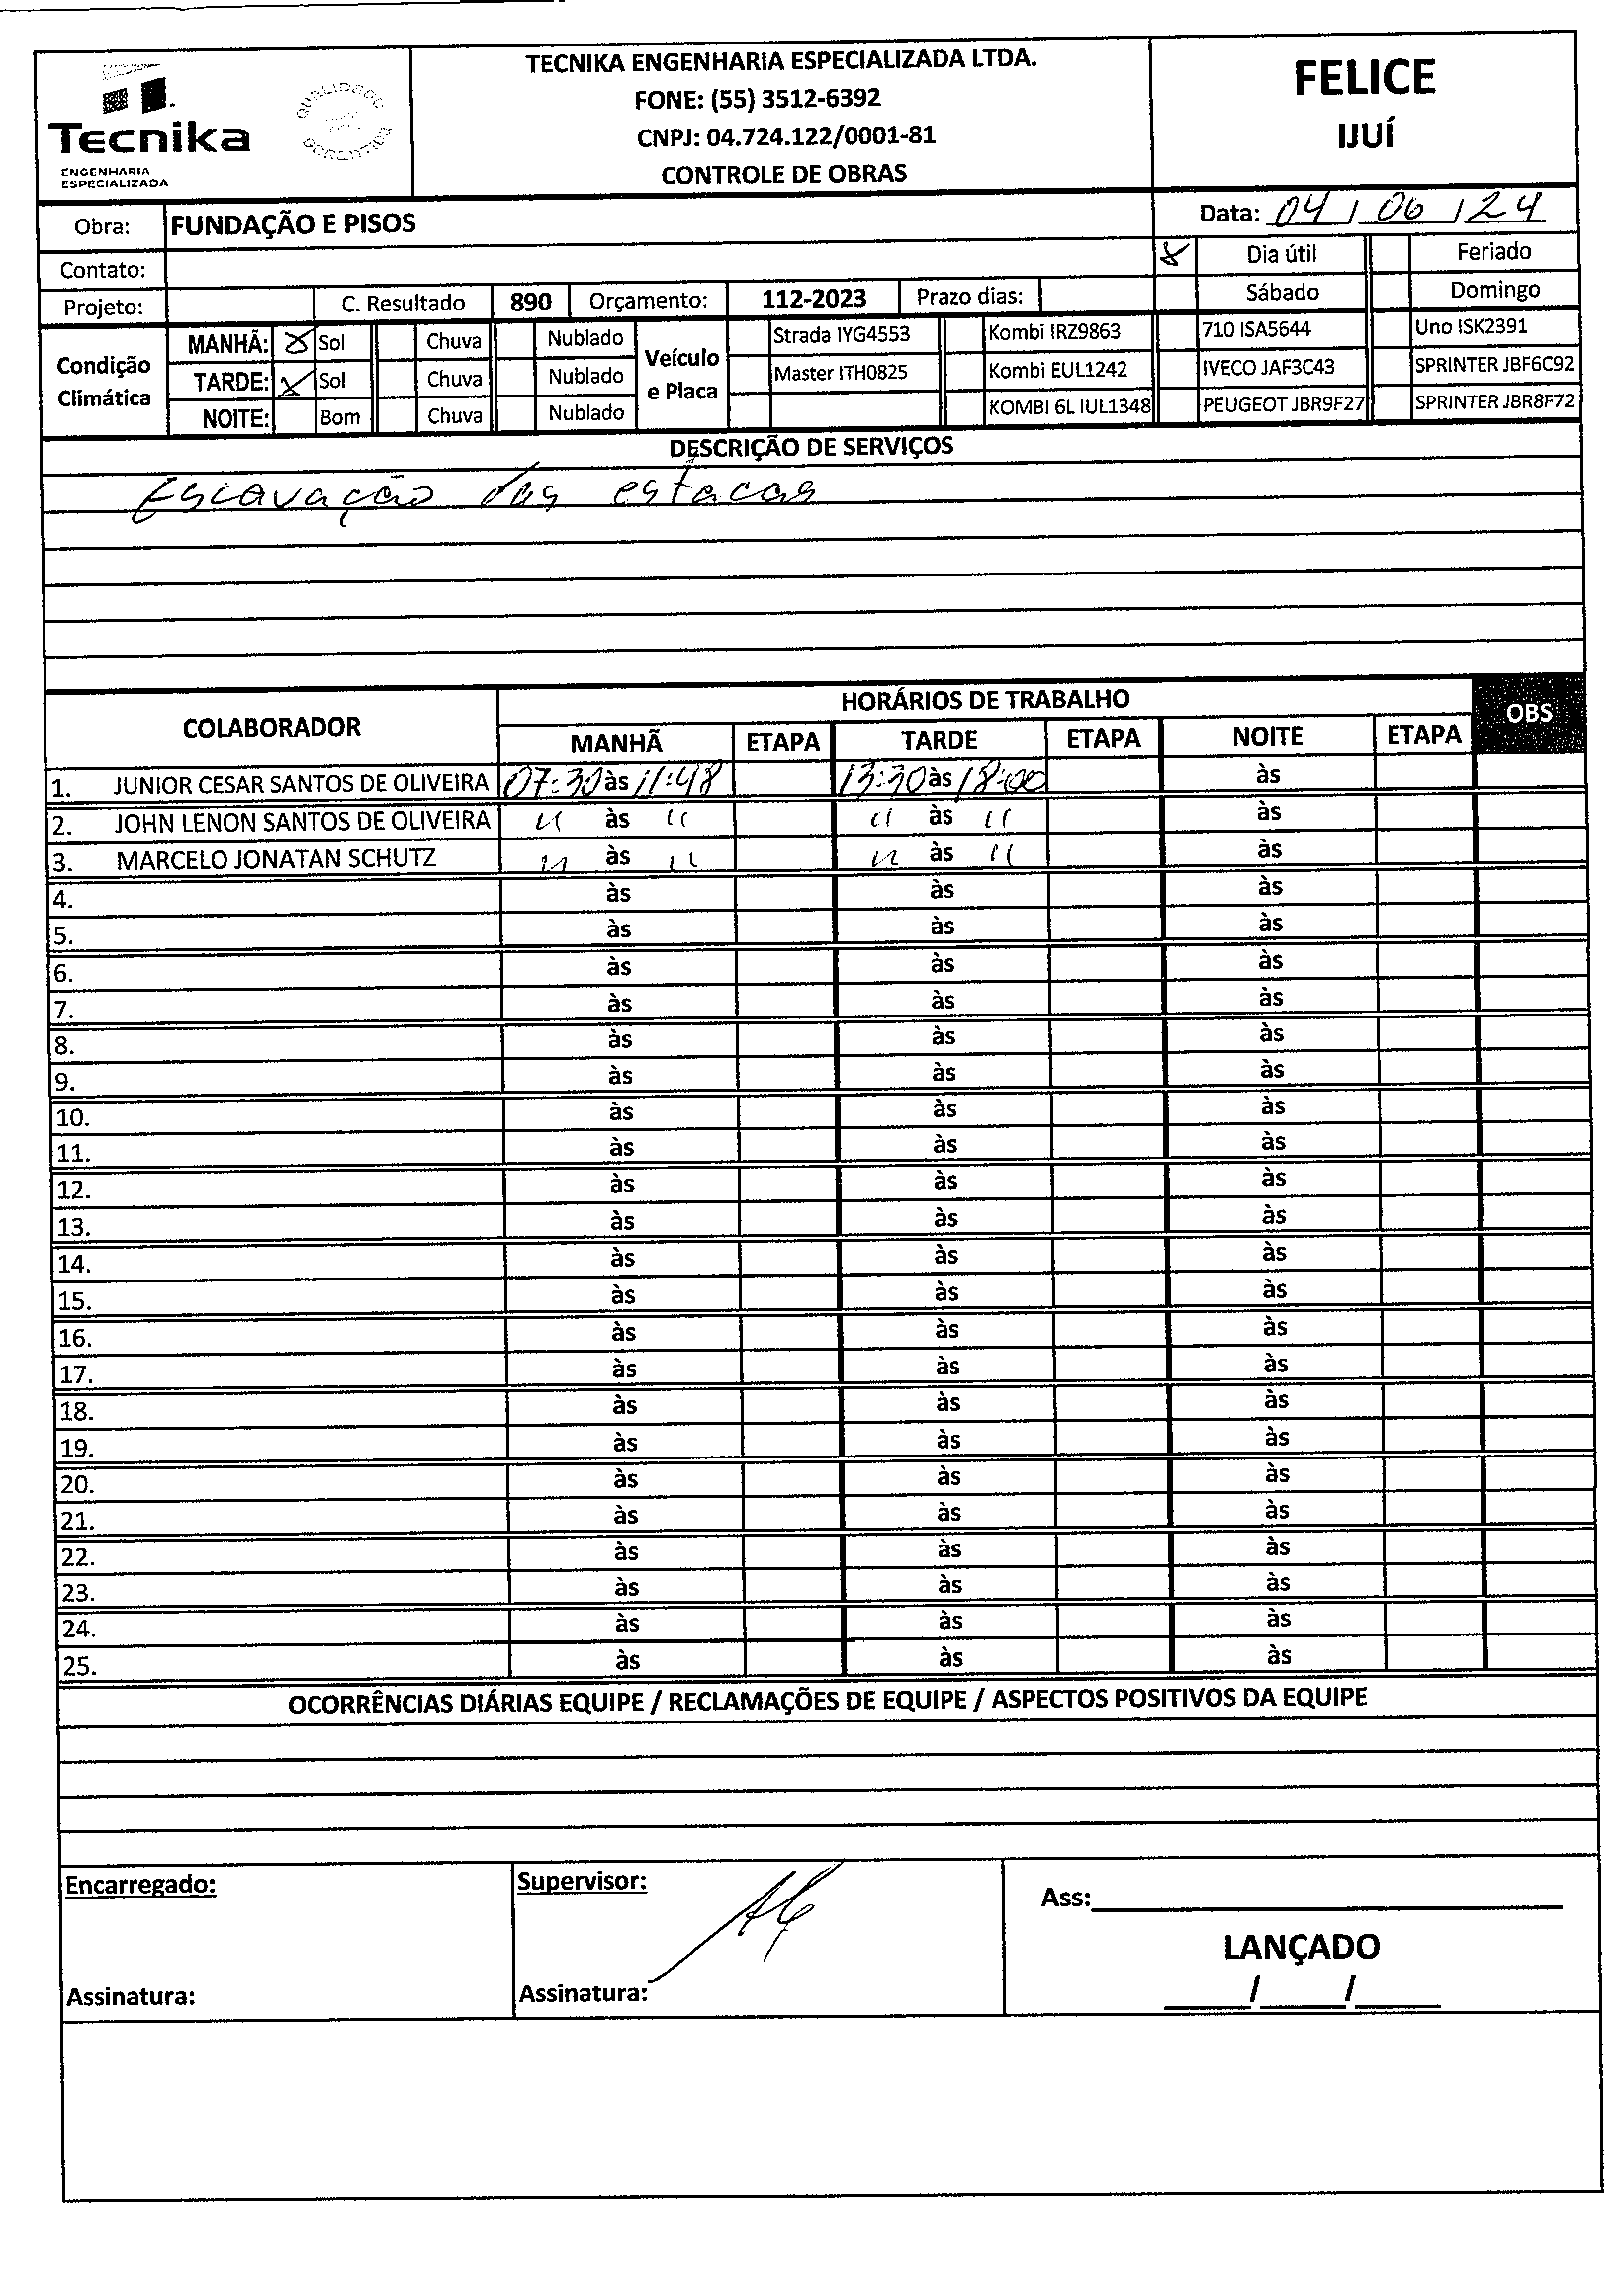 TECNIKA ENGENHARIA ESPECIALIZADA LTDA.
FONE: (55) 3512-6392
CNPJ: 04.724.122/0001-81
CONTROLE DE OBRAS
Tecnika
ENGENHARIA
ESPECIALIZADA
FELICE
IJUÍ
Obra: FUNDAÇÃO E PISOS
Data: 04/06/24
Contato:
X Dia útil Feriado
Projeto: C. Resultado 890 Orçamento: 112-2023 Prazo dias: Sábado Domingo
Condição Climática
MANHÃ: X Sol Chuva Nublado
TARDE: X Sol Chuva Nublado
NOITE: Bom Chuva Nublado
Veículo e Placa
Strada IYG4553 Kombi IRZ9863 710 ISA5644 Uno ISK2391
Master ITH0825 Kombi EUL1242 IVECO JAF3C43 SPRINTER JBF6C92
KOMBI 6L IUL1348 PEUGEOT JBR9F27 SPRINTER JBR8F72
DESCRIÇÃO DE SERVIÇOS
Escavação das estacas
COLABORADOR HORÁRIOS DE TRABALHO OBS
MANHÃ ETAPA TARDE ETAPA NOITE ETAPA
1. JUNIOR CESAR SANTOS DE OLIVEIRA 07:30 às 11:48 13:30 às 18:00 às
2. JOHN LENON SANTOS DE OLIVEIRA " às " " às " às
3. MARCELO JONATAN SCHUTZ " às " " às " às
4. às às às
5. às às às
6. às às às
7. às às às
8. às às às
9. às às às
10. às às às
11. às às às
12. às às às
13. às às às
14. às às às
15. às às às
16. às às às
17. às às às
18. às às às
19. às às às
20. às às às
21. às às às
22. às às às
23. às às às
24. às às às
25. às às às
OCORRÊNCIAS DIÁRIAS EQUIPE / RECLAMAÇÕES DE EQUIPE / ASPECTOS POSITIVOS DA EQUIPE
Encarregado: Supervisor: Ass:
LANÇADO
Assinatura: Assinatura: / /